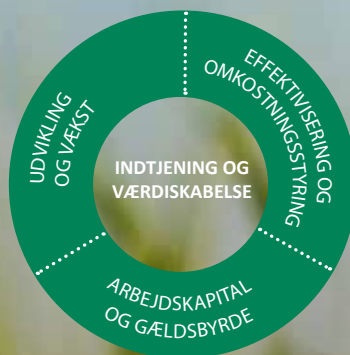 UDVIKLING
OG VÆKST
EFFEKTIVISERING OG
OMKOSTNINGSSTYRING
INDTJENING OG
VÆRDISKABELSE
ARBEJDSKAPITAL
OG GÆLDSBYRDE